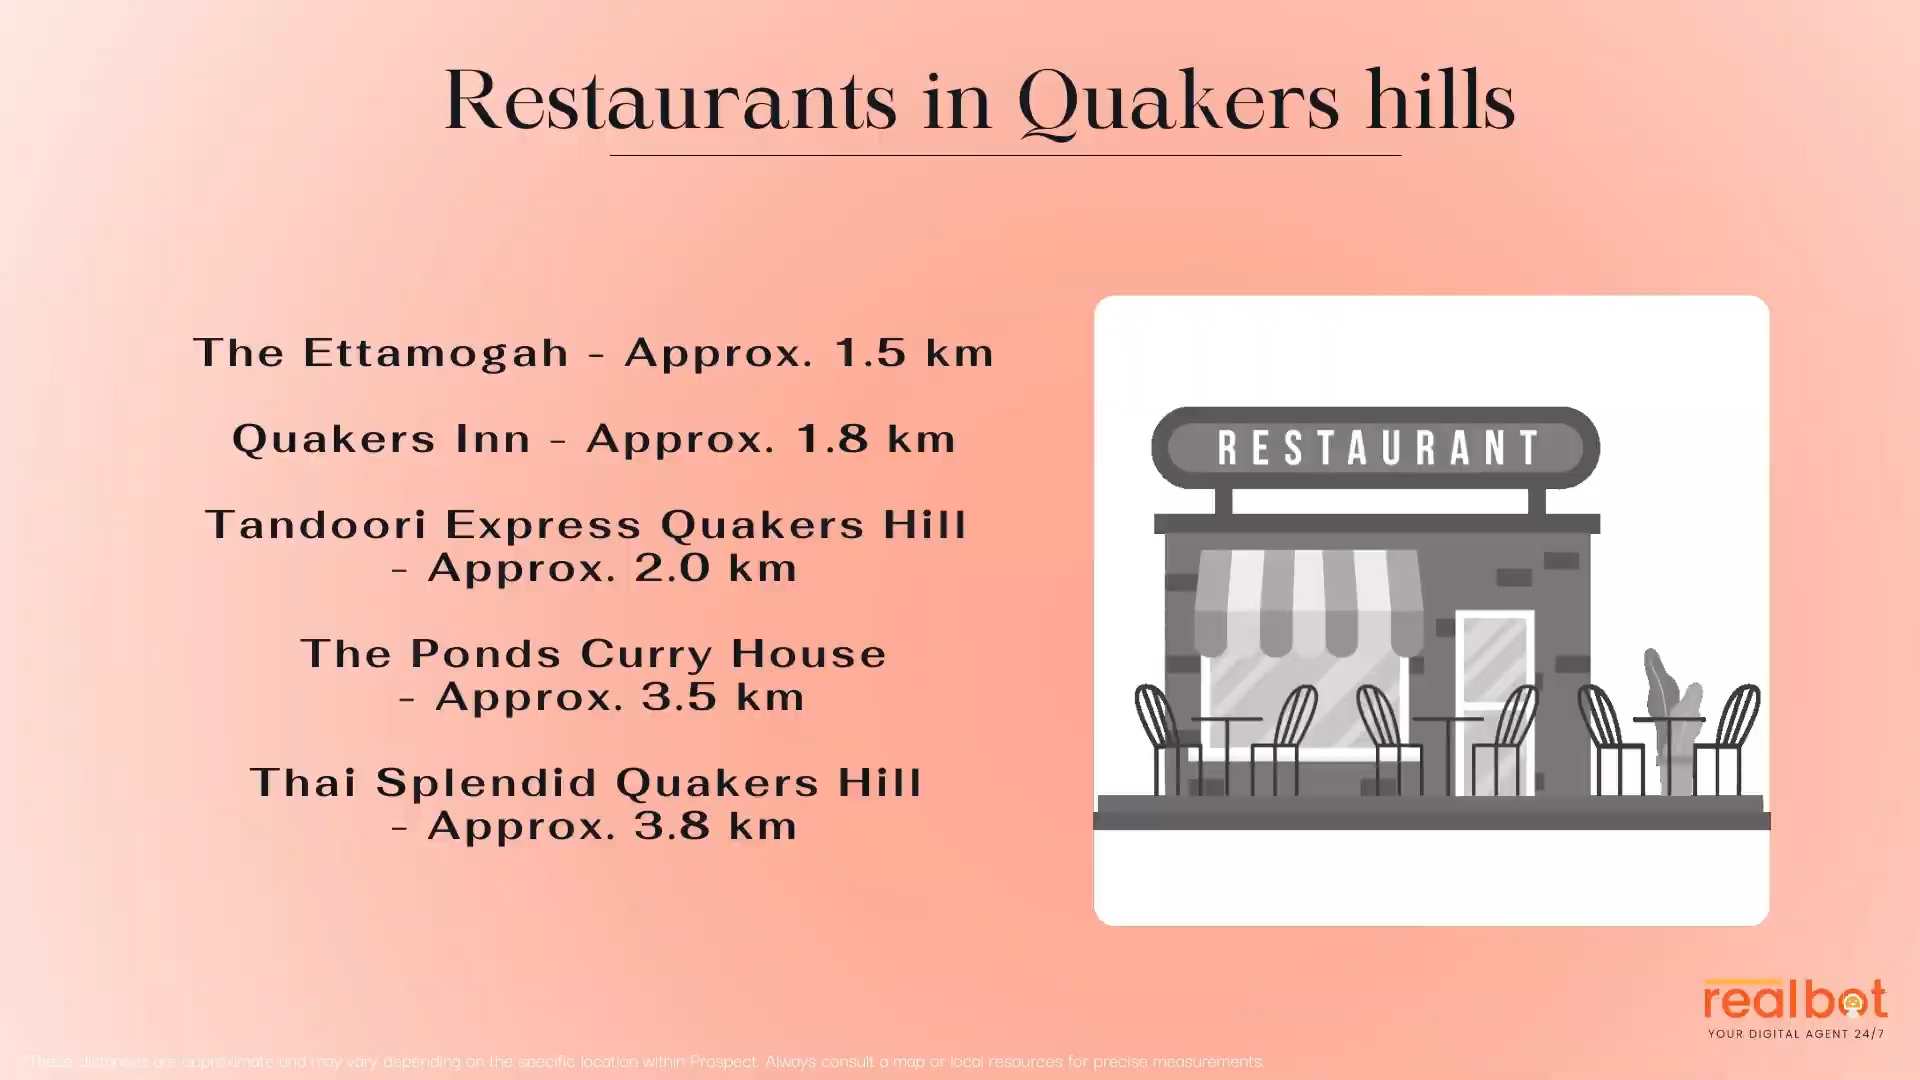 Restaurants in Quakers hills
The Ettamogah - Approx. 1.5 km
Quakers Inn - Approx. 1.8 km
Tandoori Express Quakers Hill
- Approx. 2.0 km
The Ponds Curry House
- Approx. 3.5 km
Thai Splendid Quakers Hill
- Approx. 3.8 km
RESTAURANT
realbot
YOUR DIGITAL AGENT 24/7
These distances are approximate and may vary depending on the specific location within Prospect. Always consult a map or local resources for precise measurements.